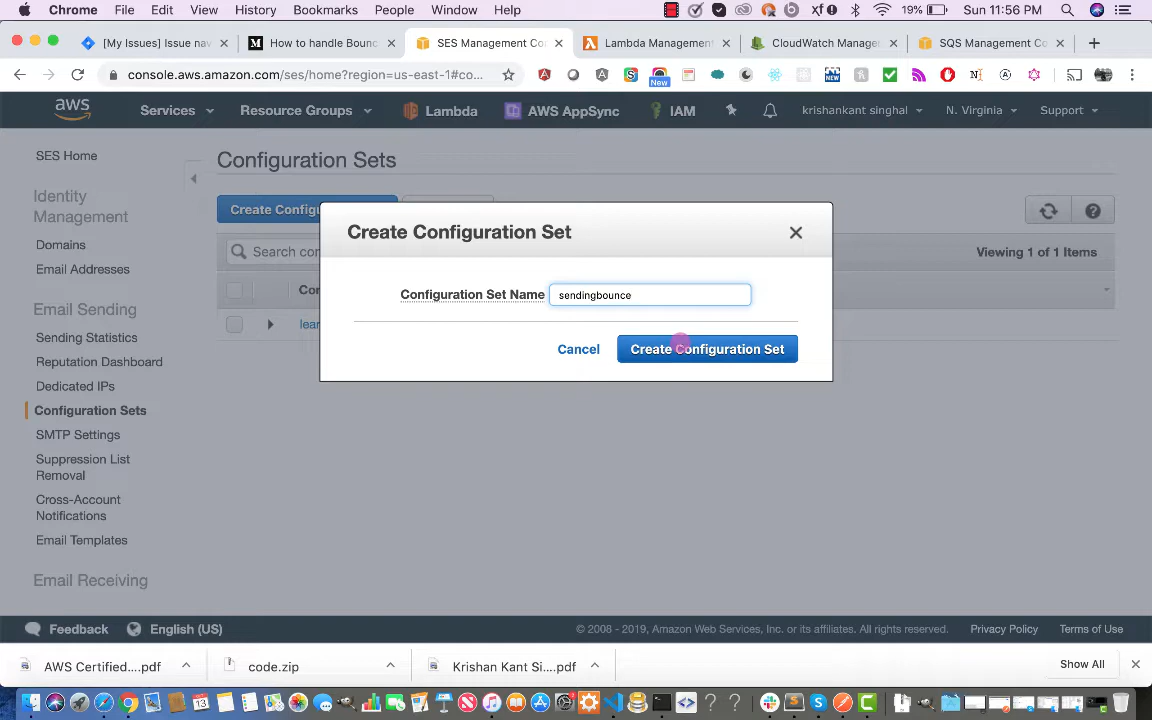 Chrome File Edit View History Bookmarks People Window Help 19% Sun 11:56 PM
[My Issues] Issue nav How to handle Bounc SES Management Co Lambda Management CloudWatch Manage SQS Management Co
console.aws.amazon.com/ses/home?region=us-east-1#co...
New
aws Services Resource Groups Lambda AWS AppSync IAM krishankant singhal N. Virginia Support
SES Home
Identity Management
Domains
Email Addresses
Email Sending
Sending Statistics
Reputation Dashboard
Dedicated IPs
Configuration Sets
SMTP Settings
Suppression List
Removal
Cross-Account
Notifications
Email Templates
Email Receiving
Configuration Sets
Create Configu
Search con
Viewing 1 of 1 Items
Con
lear
Create Configuration Set
Configuration Set Name sendingbounce
Cancel Create Configuration Set
Feedback English (US) © 2008 - 2019, Amazon Web Services, Inc. or its affiliates. All rights reserved. Privacy Policy Terms of Use
AWS Certified....pdf code.zip Krishan Kant Si....pdf Show All